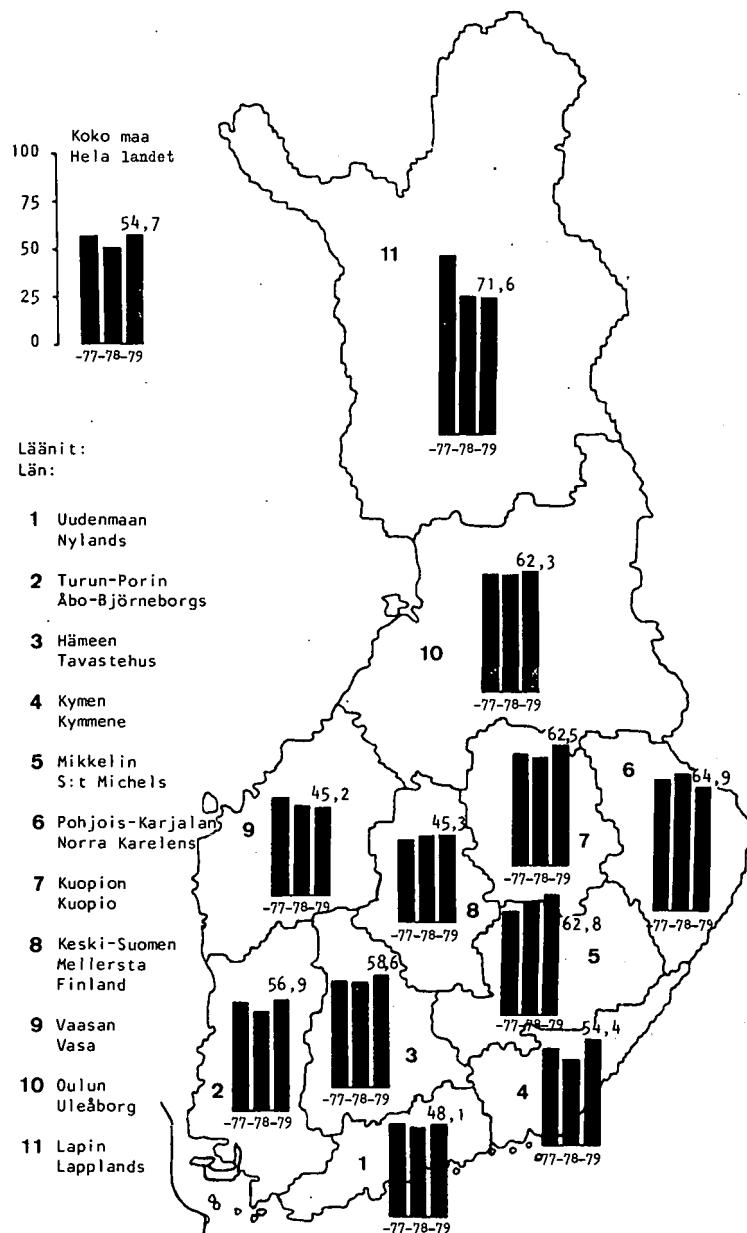 Koko maa
Hela landet
100
75
50
25
0
54,7
-77-78-79
11
71,6
-77-78-79
Läänit:
Län:
1 Uudenmaan
Nylands
2 Turun-Porin
Åbo-Björneborgs
3 Hämeen
Tavastehus
4 Kymen
Kymmene
5 Mikkelin
S:t Michels
6 Pohjois-Karjalan
Norra Karelens
7 Kuopion
Kuopio
8 Keski-Suomen
Mellersta
Finland
9 Vaasan
Vasa
10 Oulun
Uleåborg
11 Lapin
Lapplands
10
62,3
-77-78-79
9
45,2
-77-78-79
8
45,3
-77-78-79
7
62,5
-77-78-79
6
64,9
-77-78-79
5
62,8
-77-78-79
2
56,9
-77-78-79
3
58,6
-77-78-79
4
54,4
-77-78-79
1
48,1
-77-78-79